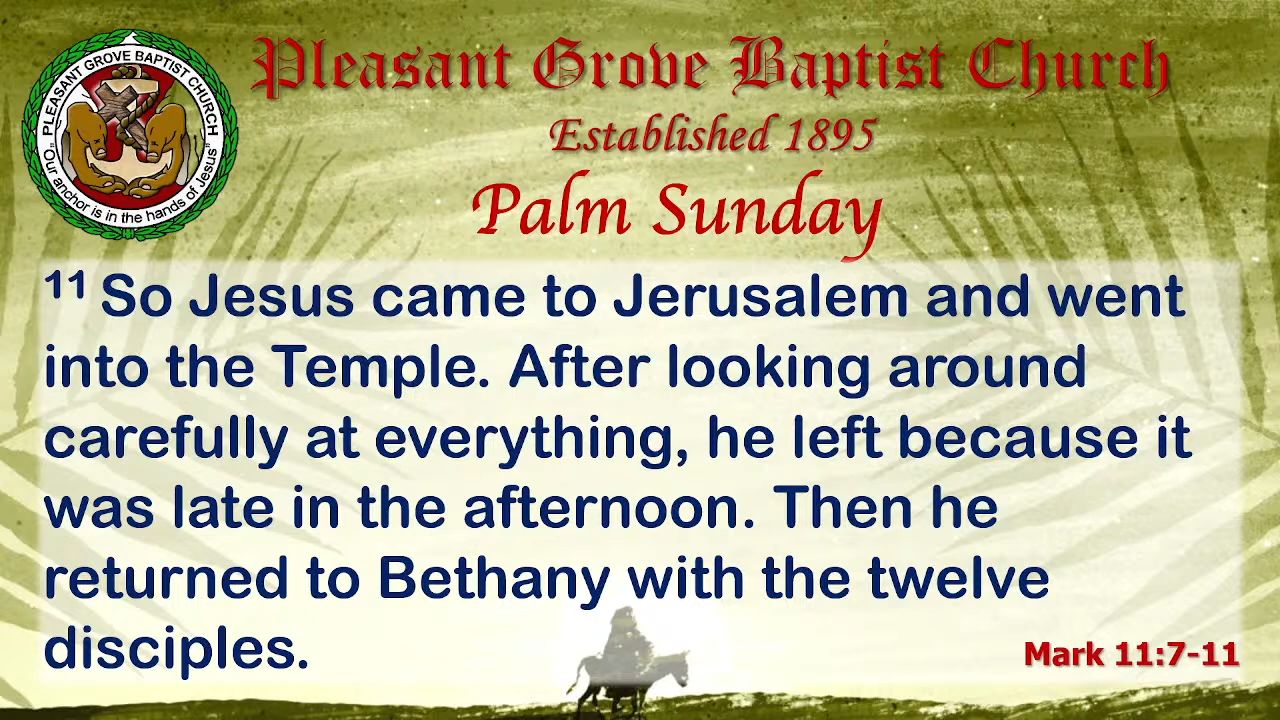 PLEASANT GROVE BAPTIST CHURCH
"Our anchor is in the hands of Jesus"
Pleasant Grove Baptist Church
Established 1895
Palm Sunday
11 So Jesus came to Jerusalem and went
into the Temple. After looking around
carefully at everything, he left because it
was late in the afternoon. Then he
returned to Bethany with the twelve
disciples.
Mark 11:7-11